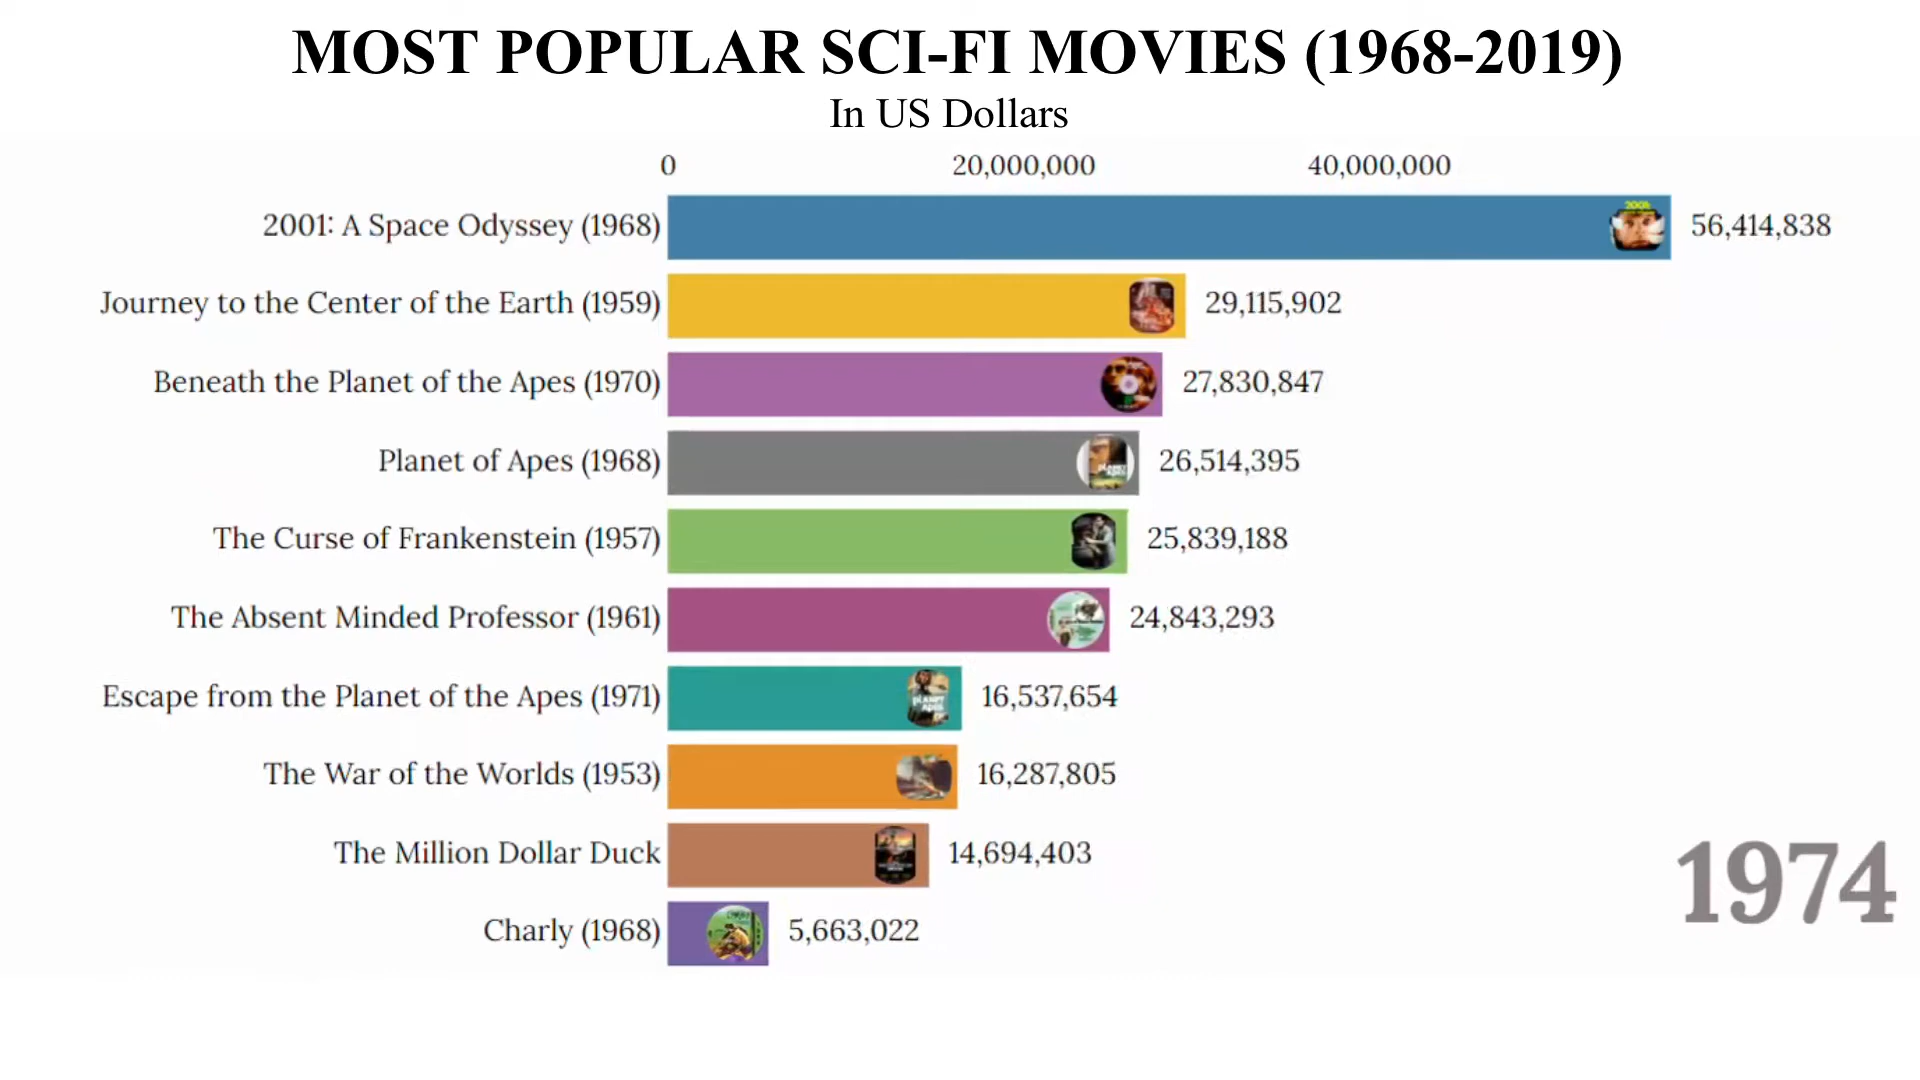 MOST POPULAR SCI-FI MOVIES (1968-2019)
In US Dollars
0 20,000,000 40,000,000
2001: A Space Odyssey (1968) 56,414,838
Journey to the Center of the Earth (1959) 29,115,902
Beneath the Planet of the Apes (1970) 27,830,847
Planet of Apes (1968) 26,514,395
The Curse of Frankenstein (1957) 25,839,188
The Absent Minded Professor (1961) 24,843,293
Escape from the Planet of the Apes (1971) 16,537,654
The War of the Worlds (1953) 16,287,805
The Million Dollar Duck 14,694,403
1974
Charly (1968) 5,663,022